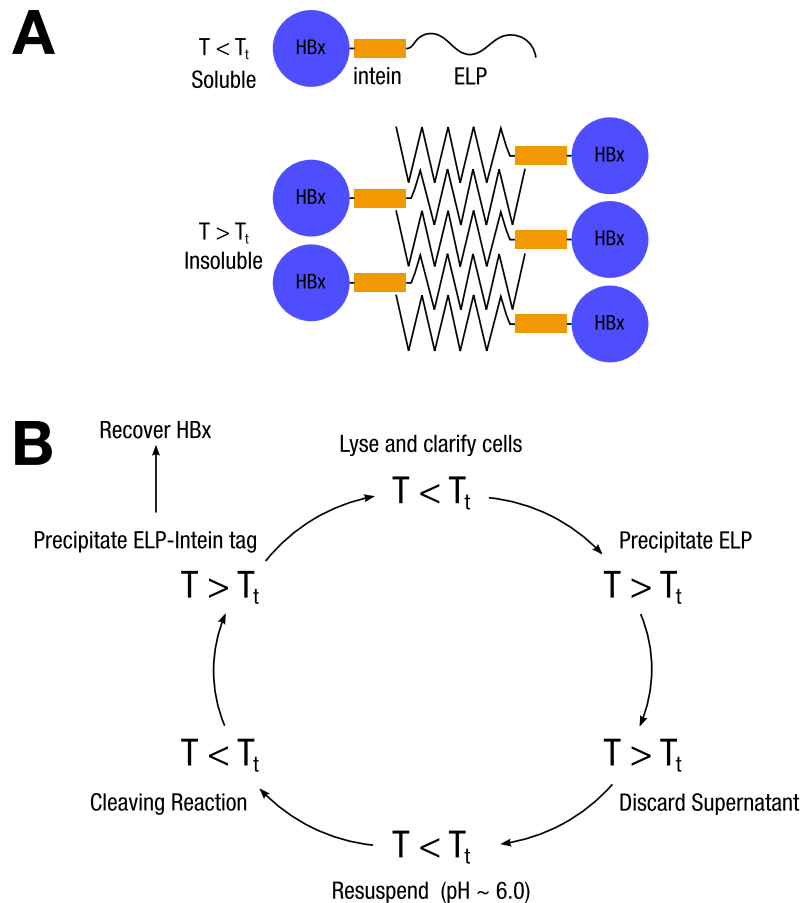 A
T < Tt
Soluble
HBx
intein
ELP
HBx
HBx
T > Tt
Insoluble
HBx
HBx
HBx
B
Recover HBx
Lyse and clarify cells
T < Tt
Precipitate ELP-Intein tag
Precipitate ELP
T > Tt
T > Tt
T < Tt
T > Tt
Cleaving Reaction
Discard Supernatant
T < Tt
Resuspend (pH ~ 6.0)